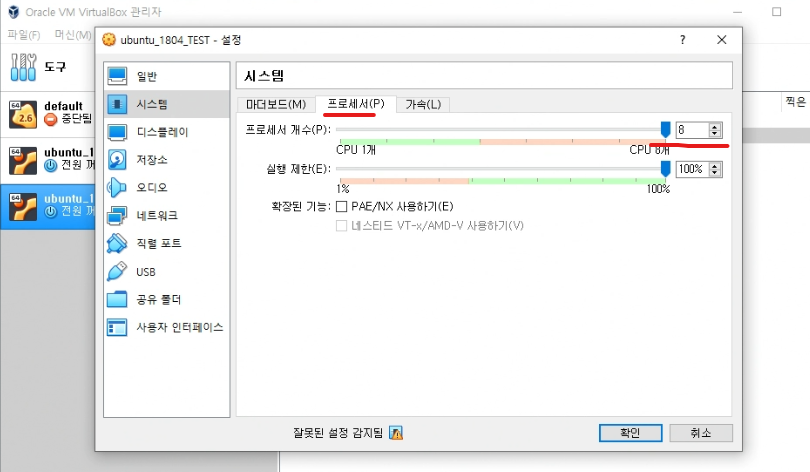 Oracle VM VirtualBox 관리자
파일(F) 머신(M)
도구
찍은
64
2.6
default
중단됨
64
ubuntu_1
전원 꺼
64
ubuntu_1
전원 꺼
ubuntu_1804_TEST - 설정
? 
일반
시스템
디스플레이
저장소
오디오
네트워크
직렬 포트
USB
공유 폴더
사용자 인터페이스
시스템
마더보드(M) 프로세서(P) 가속(L)
프로세서 개수(P): 8
CPU 1개 CPU 8개
실행 제한(E): 100%
1% 100%
확장된 기능: PAE/NX 사용하기(E)
네스티드 VT-x/AMD-V 사용하기(V)
잘못된 설정 감지됨 확인 취소